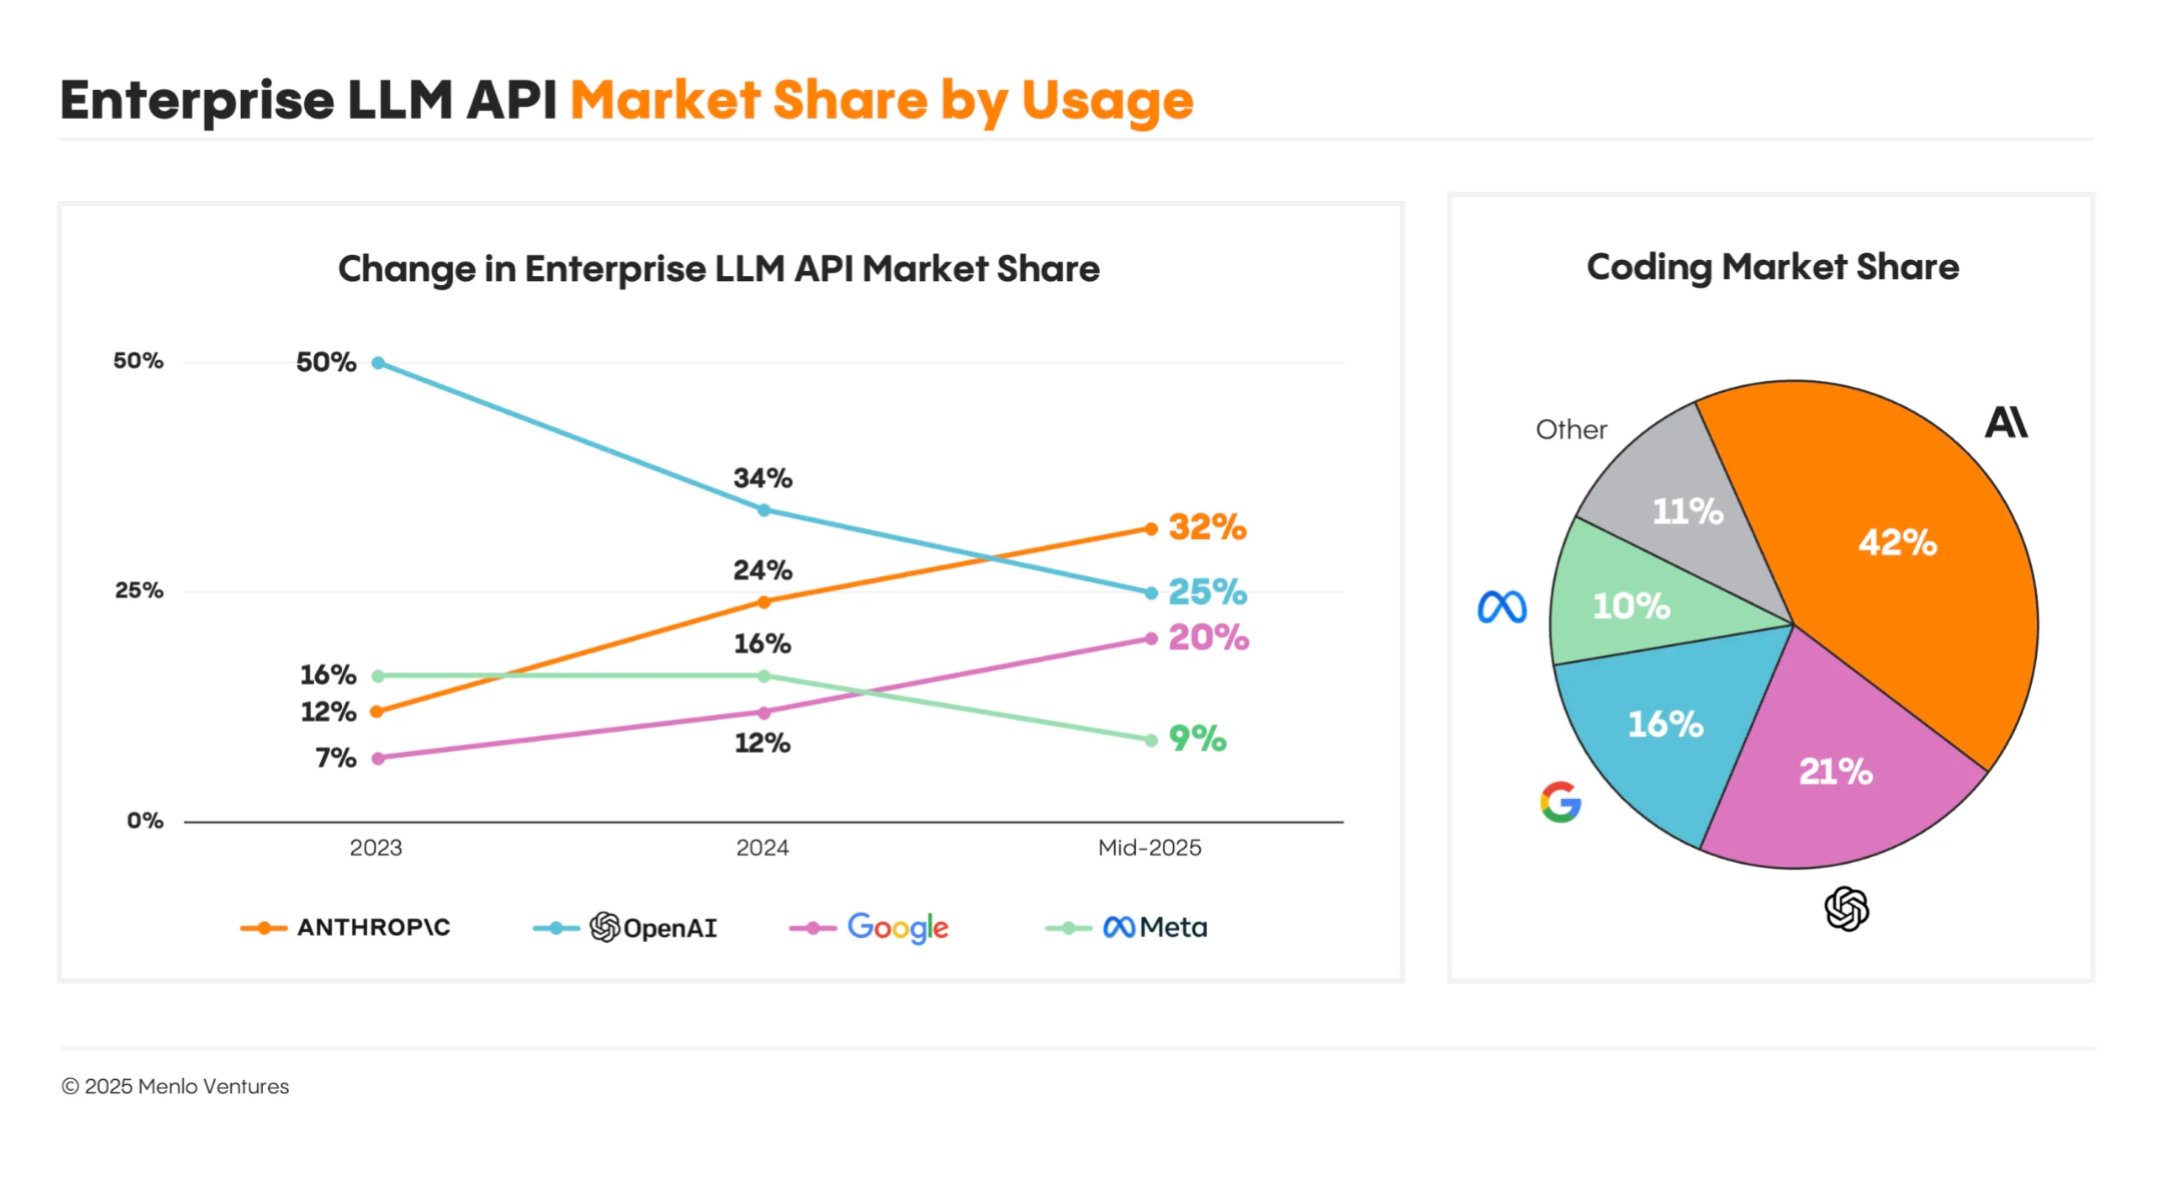 Enterprise LLM API Market Share by Usage
Change in Enterprise LLM API Market Share
50%
25%
0%
50%
16%
12%
7%
34%
24%
16%
12%
32%
25%
20%
9%
2023 2024 Mid-2025
ANTHROP\C OpenAI Google Meta
Coding Market Share
Other
A\
11%
42%
10%
16%
21%
G
© 2025 Menlo Ventures